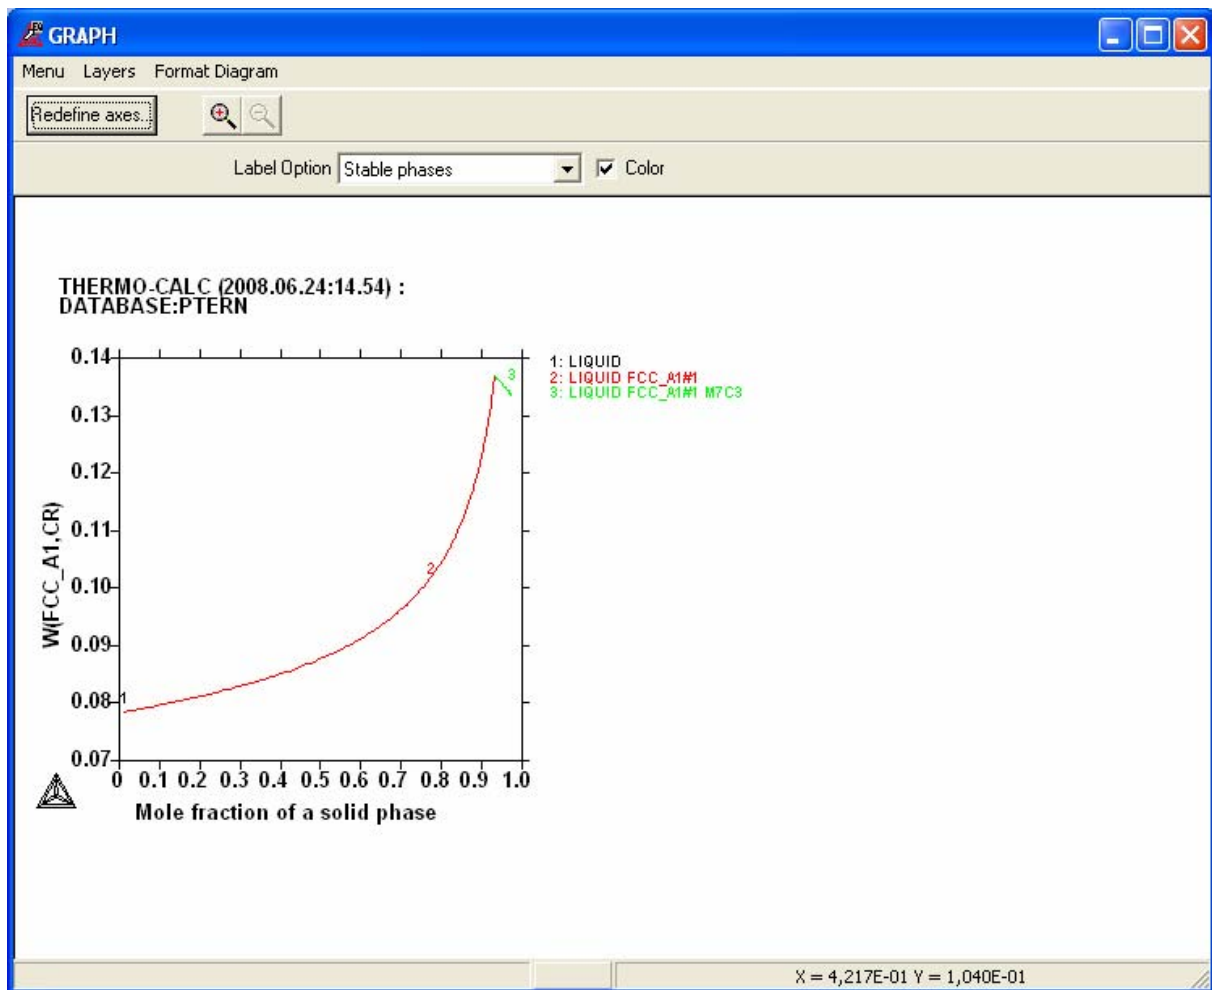 GRAPH
Menu Layers Format Diagram
Redefine axes..
Label Option Stable phases Color
THERMO-CALC (2008.06.24:14.54) :
DATABASE:PTERN
0.14
0.13
0.12
0.11
0.10
0.09
0.08
0.07
W(FCC_A1,CR)
1
2
3
1: LIQUID
2: LIQUID FCC_A1#1
3: LIQUID FCC_A1#1 M7C3
0 0.1 0.2 0.3 0.4 0.5 0.6 0.7 0.8 0.9 1.0
Mole fraction of a solid phase
X = 4,217E-01 Y = 1,040E-01